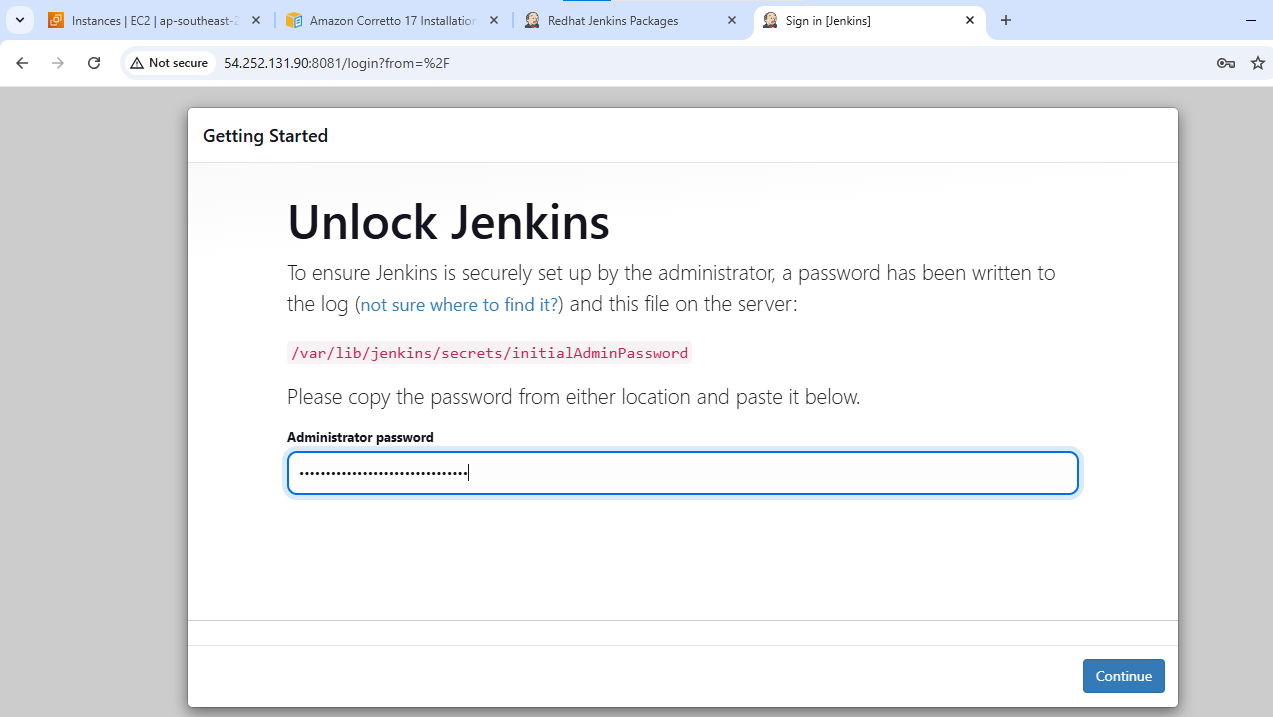 Instances | EC2 | ap-southeast-2
Amazon Corretto 17 Installation
Redhat Jenkins Packages
Sign in [Jenkins]
Not secure
54.252.131.90:8081/login?from=%2F
Getting Started
Unlock Jenkins
To ensure Jenkins is securely set up by the administrator, a password has been written to
the log (not sure where to find it?) and this file on the server:
/var/lib/jenkins/secrets/initialAdminPassword
Please copy the password from either location and paste it below.
Administrator password
••••••••••••••••••••••••••••••••
Continue